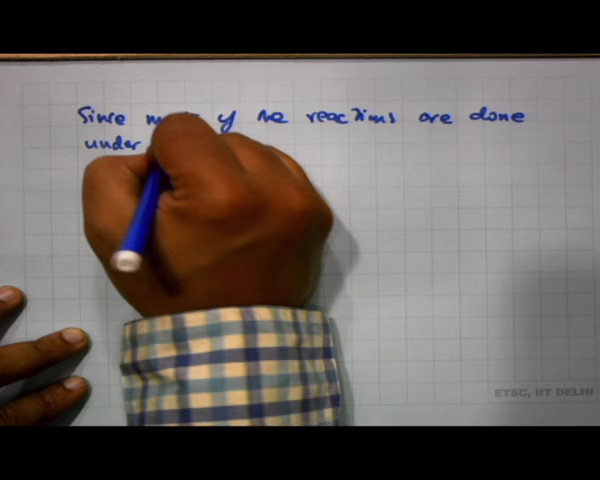 Since of the reactions are done
under
ETSC, IIT DELHI